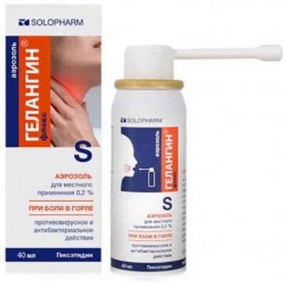 SOLOPHARM
аэрозоль
ГЕЛАНГИН®
флекс
S
АЭРОЗОЛЬ
для местного
применения 0,2 %
ПРИ БОЛИ В ГОРЛЕ
противовирусное и
антибактериальное
действие
40 мл
Гексэтидин
SOLOPHARM
аэрозоль
ГЕЛАНГИН®
S
АЭРОЗОЛЬ
для местного
применения 0,2 %
ПРИ БОЛИ В ГОРЛЕ
противовирусное и
антибактериальное
действие
40 мл
Гексэтидин